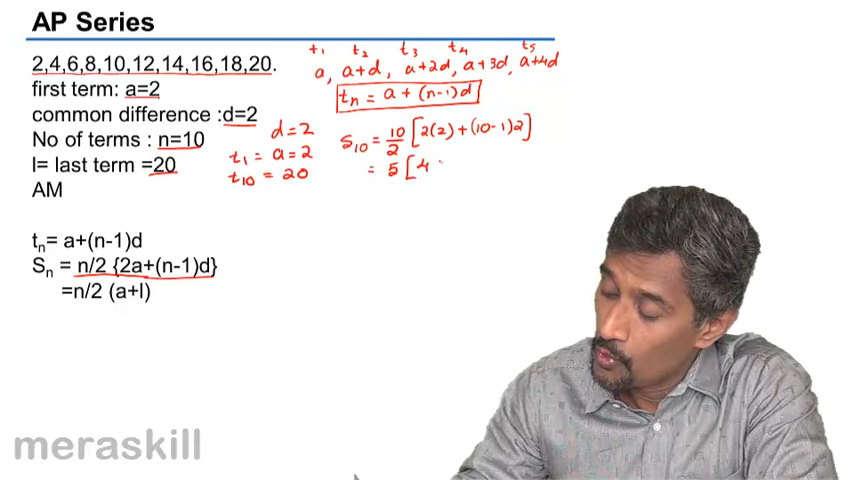 AP Series
2,4,6,8,10,12,14,16,18,20.
first term: a=2
common difference :d=2
No of terms : n=10
l= last term =20
AM
tn= a+(n-1)d
Sn = n/2 {2a+(n-1)d}
=n/2 (a+l)
t1 t2 t3 t4 t5
a, a+d, a+2d, a+3d, a+4d
tn = a+(n-1)d
d=2
t1 = a = 2
t10 = 20
S10 = 10/2 [2(2)+(10-1)2]
= 5[4
meraskill